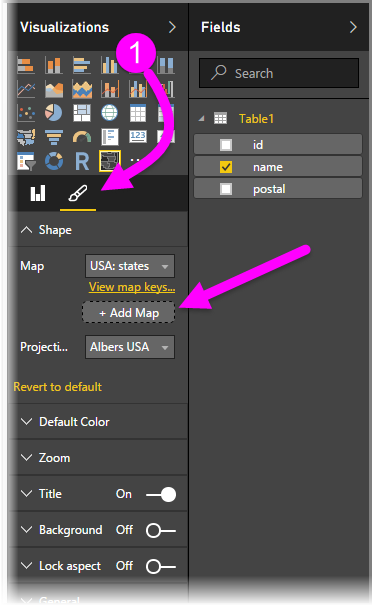 Visualizations
Fields
1
Search
123
R
Table1
id
name
postal
Shape
Map
USA: states
View map keys...
+ Add Map
Projecti...
Albers USA
Revert to default
Default Color
Zoom
Title
On
Background
Off
Lock aspect
Off
General